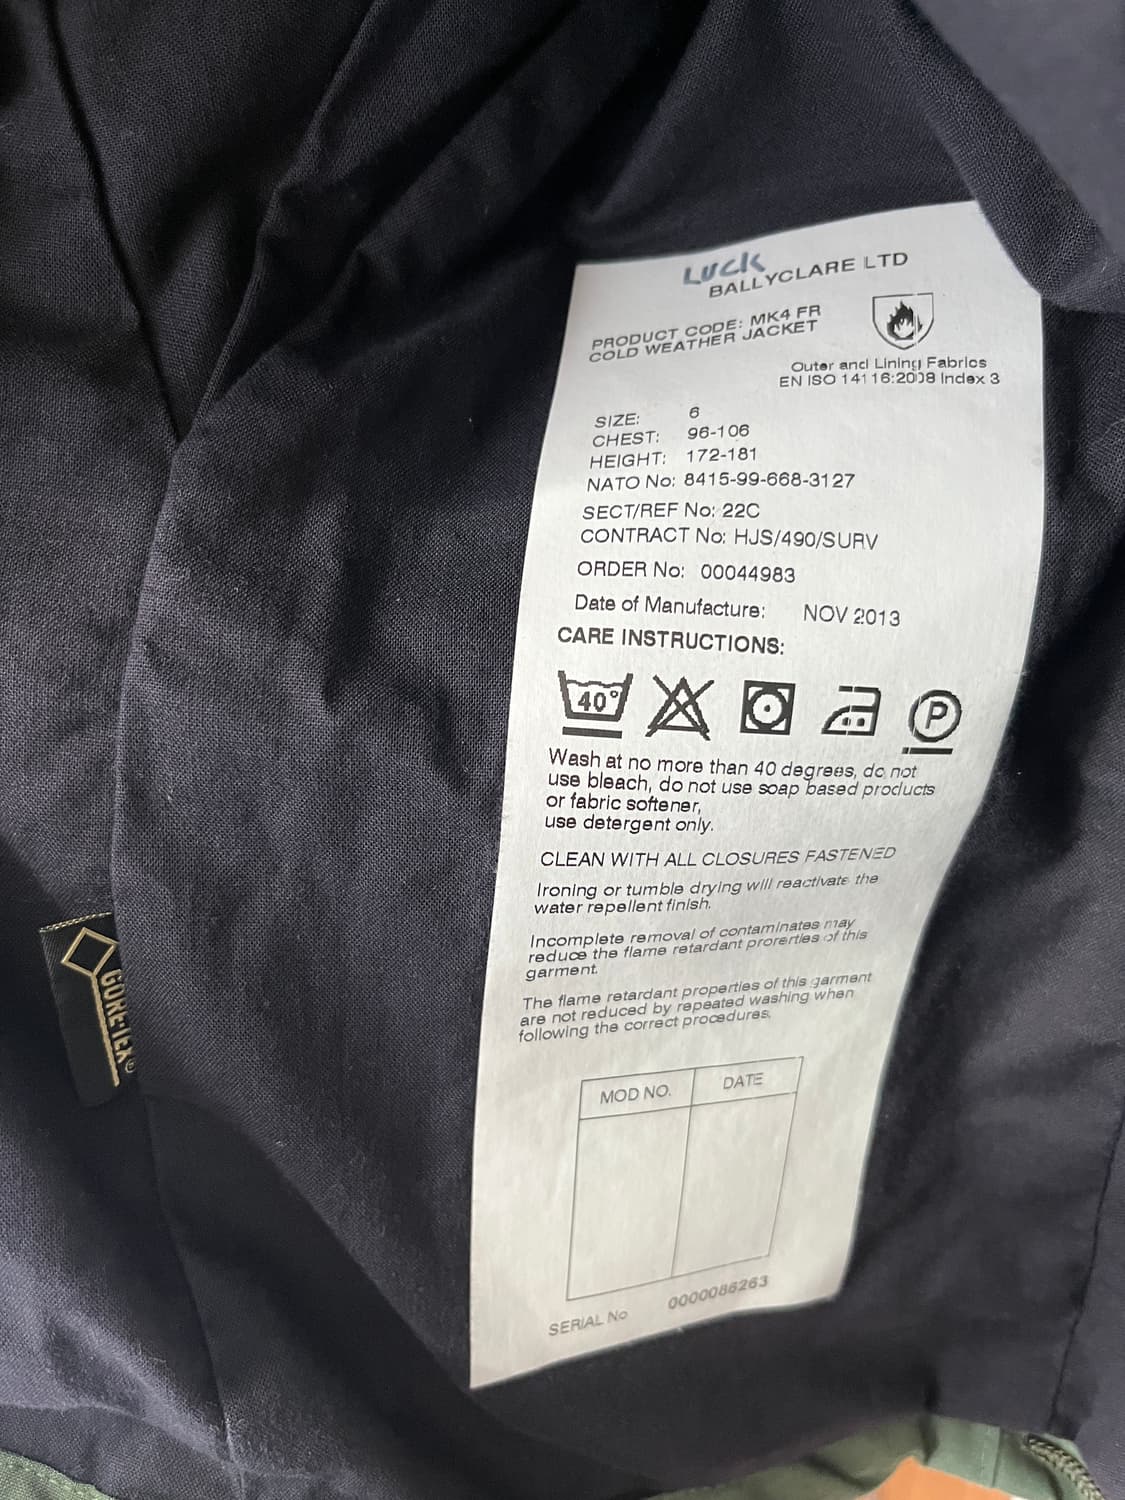 LUCK
BALLYCLARE LTD
PRODUCT CODE: MK4 FR
COLD WEATHER JACKET
Outer and Lining Fabrics
EN ISO 14116:2008 Index 3
SIZE: 6
CHEST: 96-106
HEIGHT: 172-181
NATO No: 8415-99-668-3127
SECT/REF No: 22C
CONTRACT No: HJS/490/SURV
ORDER No: 00044983
Date of Manufacture: NOV 2013
CARE INSTRUCTIONS:
40° P
Wash at no more than 40 degrees, do not
use bleach, do not use soap based products
or fabric softener,
use detergent only.
CLEAN WITH ALL CLOSURES FASTENED
Ironing or tumble drying will reactivate the
water repellent finish.
Incomplete removal of contaminates may
reduce the flame retardant prorerties of this
garment.
The flame retardant properties of this garment
are not reduced by repeated washing when
following the correct procedures.
MOD NO. DATE
SERIAL No 0000086263
GORE-TEX®